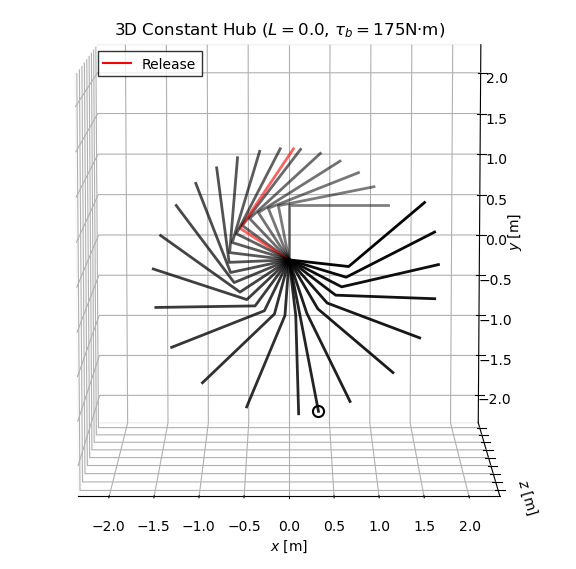 3D Constant Hub (L = 0.0, τ_b = 175N·m)
Release
2.0
1.5
1.0
0.5
0.0
y [m]
−0.5
−1.0
−1.5
−2.0
z [m]
−2.0 −1.5 −1.0 −0.5 0.0 0.5 1.0 1.5 2.0
x [m]